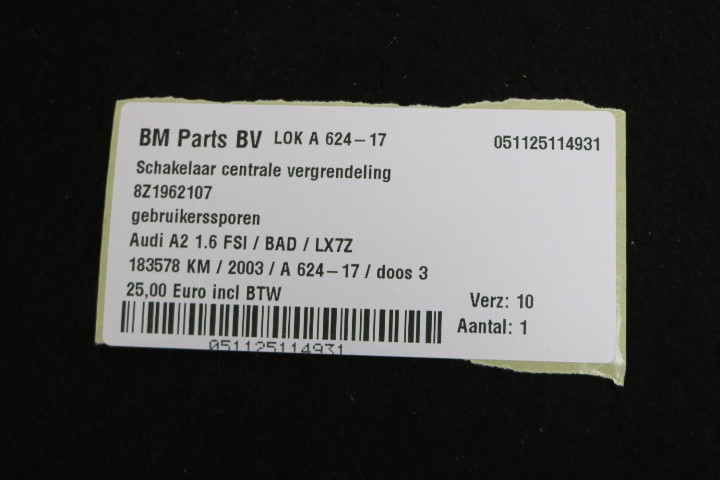 BM Parts BV LOK A 624-17 051125114931
Schakelaar centrale vergrendeling
8Z1962107
gebruikerssporen
Audi A2 1.6 FSI / BAD / LX7Z
183578 KM / 2003 / A 624-17 / doos 3
25,00 Euro incl BTW
Verz: 10
Aantal: 1
051125114931